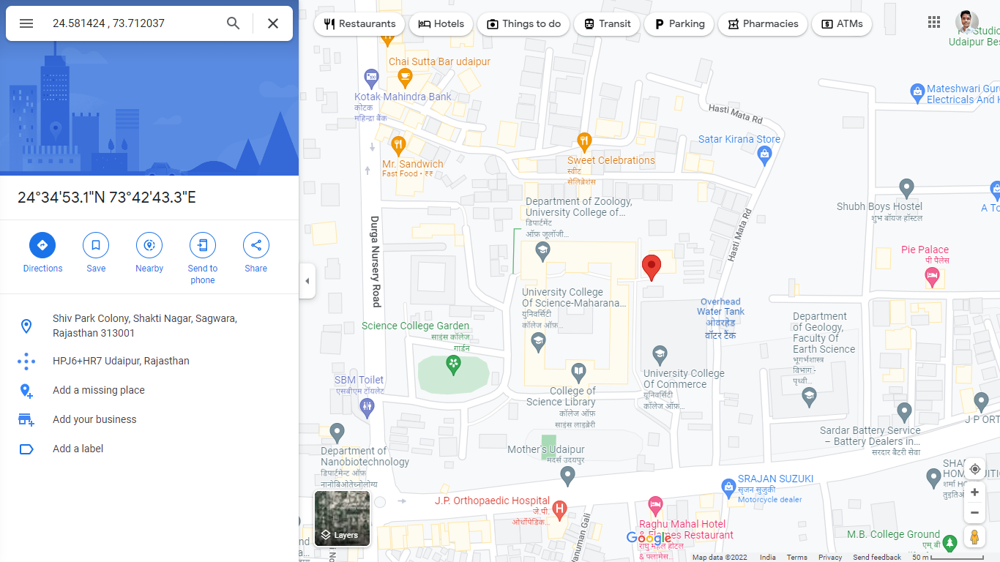 24.581424 , 73.712037
24°34'53.1"N 73°42'43.3"E
Directions
Save
Nearby
Send to
phone
Share
Shiv Park Colony, Shakti Nagar, Sagwara,
Rajasthan 313001
HPJ6+HR7 Udaipur, Rajasthan
Add a missing place
Add your business
Add a label
Restaurants
Hotels
Things to do
Transit
Parking
Pharmacies
ATMs
Studio
Udaipur Bes
Chai Sutta Bar udaipur
Kotak Mahindra Bank
कोटक
महिन्द्रा बैंक
Mateshwari Guru
Electricals And H
Hasti Mata Rd
Satar Kirana Store
Mr. Sandwich
Fast Food • ₹₹
Sweet Celebrations
स्वीट
सेलिब्रेशंस
Department of Zoology,
University College of...
डिपार्टमेंट
ऑफ़ जूलॉजी...
Shubh Boys Hostel
शुभ बॉयज हॉस्टल
A To
Durga Nursery Road
Hasti Mata Rd
Pie Palace
पी पैलेस
University College
Of Science-Maharana...
यूनिवर्सिटी
कॉलेज ऑफ़...
Overhead
Water Tank
ओवरहेड
वॉटर टैंक
Science College Garden
साइंस कॉलेज
गार्डन
Department
of Geology,
Faculty Of
Earth Science
भूगर्भशास्त्र
विभाग -
पृथ्वी...
SBM Toilet
एसबीएम टॉयलेट
University College
Of Commerce
यूनिवर्सिटी
कॉलेज ऑफ़...
College of
Science Library
कॉलेज ऑफ़
साइंस लाइब्रेरी
J P ORT
Sardar Battery Service
– Battery Dealers in...
सरदार बैटरी सेवा
Department of
Nanobiotechnology
डिपार्टमेन्ट ऑफ़
नानोबिओतेच्नोलोग्य
Mother's Udaipur
मदर्स उदयपुर
SRAJAN SUZUKI
सृजन सुजुकी
Motorcycle dealer
J.P. Orthopaedic Hospital
जे.पी.
ओर्थोपेडिक...
Hanuman Gali
Raghu Mahal Hotel
& Flames Restaurant
राघु महल होटल
& फ्लामेस...
M.B. College Ground
एम् बी
Layers
Google
Map data ©2022
India
Terms
Privacy
Send feedback
50 m